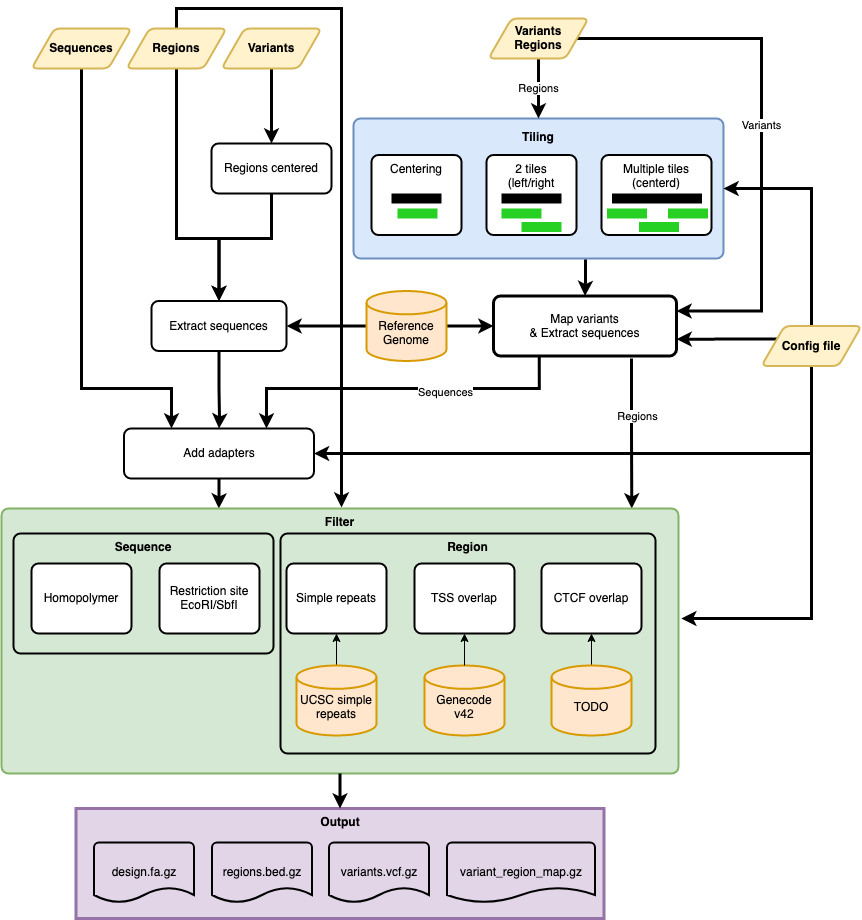 Sequences
Regions
Variants
Variants
Regions
Regions
Variants
Tiling
Regions centered
Centering
2 tiles
(left/right
Multiple tiles
(centerd)
Extract sequences
Reference
Genome
Map variants
& Extract sequences
Config file
Sequences
Regions
Add adapters
Filter
Sequence
Region
Homopolymer
Restriction site
EcoRI/SbfI
Simple repeats
TSS overlap
CTCF overlap
UCSC simple
repeats
Genecode
v42
TODO
Output
design.fa.gz
regions.bed.gz
variants.vcf.gz
variant_region_map.gz